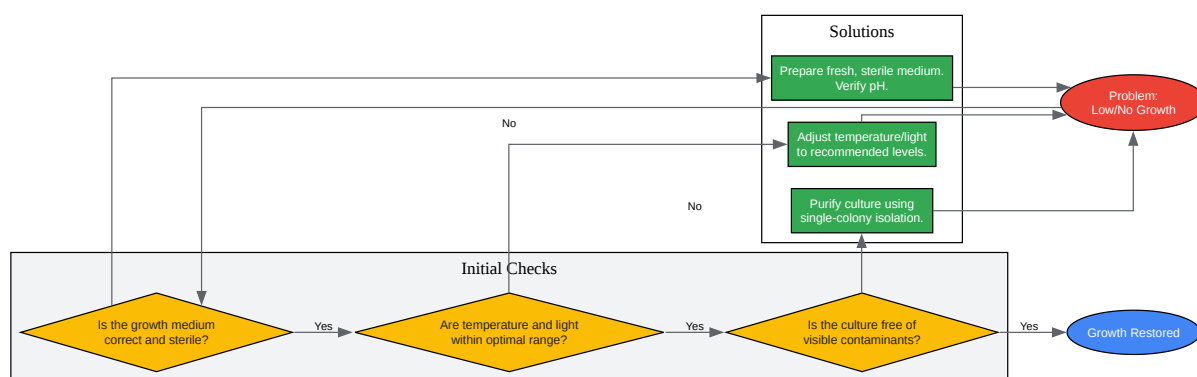 Solutions
Prepare fresh, sterile medium.
Verify pH.
Problem:
Low/No Growth
No
Adjust temperature/light
to recommended levels.
No
Purify culture using
single-colony isolation.
Initial Checks
Is the growth medium
correct and sterile?
Yes
Are temperature and light
within optimal range?
Yes
Is the culture free of
visible contaminants?
Yes
Growth Restored